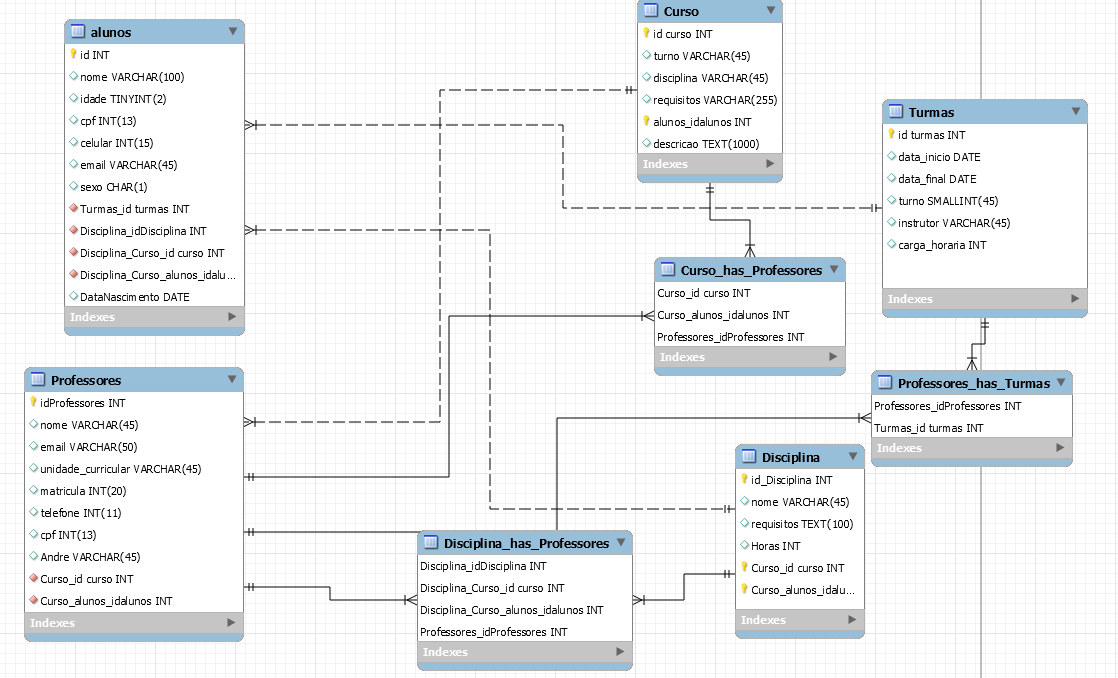 alunos
id INT
nome VARCHAR(100)
idade TINYINT(2)
cpf INT(13)
celular INT(15)
email VARCHAR(45)
sexo CHAR(1)
Turmas_id turmas INT
Disciplina_idDisciplina INT
Disciplina_Curso_id curso INT
Disciplina_Curso_alunos_idalu...
DataNascimento DATE
Indexes
Curso
id curso INT
turno VARCHAR(45)
disciplina VARCHAR(45)
requisitos VARCHAR(255)
alunos_idalunos INT
descricao TEXT(1000)
Indexes
Turmas
id turmas INT
data_inicio DATE
data_final DATE
turno SMALLINT(45)
instrutor VARCHAR(45)
carga_horaria INT
Indexes
Curso_has_Professores
Curso_id curso INT
Curso_alunos_idalunos INT
Professores_idProfessores INT
Indexes
Professores
idProfessores INT
nome VARCHAR(45)
email VARCHAR(50)
unidade_curricular VARCHAR(45)
matricula INT(20)
telefone INT(11)
cpf INT(13)
Andre VARCHAR(45)
Curso_id curso INT
Curso_alunos_idalunos INT
Indexes
Professores_has_Turmas
Professores_idProfessores INT
Turmas_id turmas INT
Indexes
Disciplina
id_Disciplina INT
nome VARCHAR(45)
requisitos TEXT(100)
Horas INT
Curso_id curso INT
Curso_alunos_idalu...
Indexes
Disciplina_has_Professores
Disciplina_idDisciplina INT
Disciplina_Curso_id curso INT
Disciplina_Curso_alunos_idalunos INT
Professores_idProfessores INT
Indexes